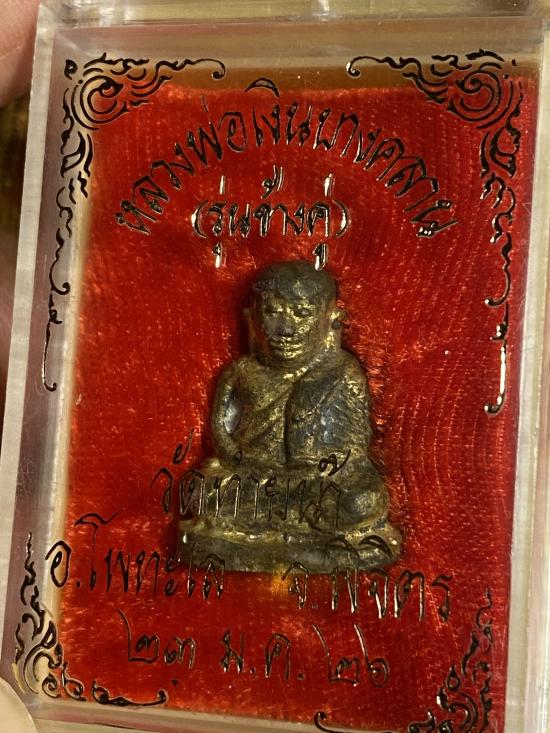 หลวงพ่อเงินบางคลาน
(รุ่นช้างคู่)
วัดท้ายน้ำ
อ.โพทะเล จ.พิจิตร
๒๓ ม.ค. ๒๖